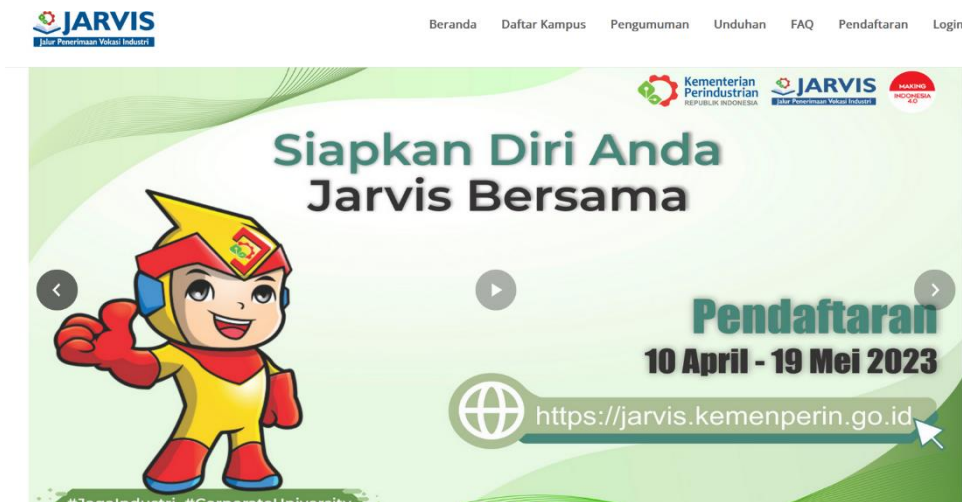 JARVIS
Jalur Penerimaan Vokasi Industri
Beranda Daftar Kampus Pengumuman Unduhan FAQ Pendaftaran Login
Kementerian
Perindustrian
REPUBLIK INDONESIA
JARVIS
Jalur Penerimaan Vokasi Industri
MAKING
INDONESIA
4.0
Siapkan Diri Anda
Jarvis Bersama
Pendaftaran
10 April - 19 Mei 2023
https://jarvis.kemenperin.go.id
#JagoIndustri #CorporateUniversity